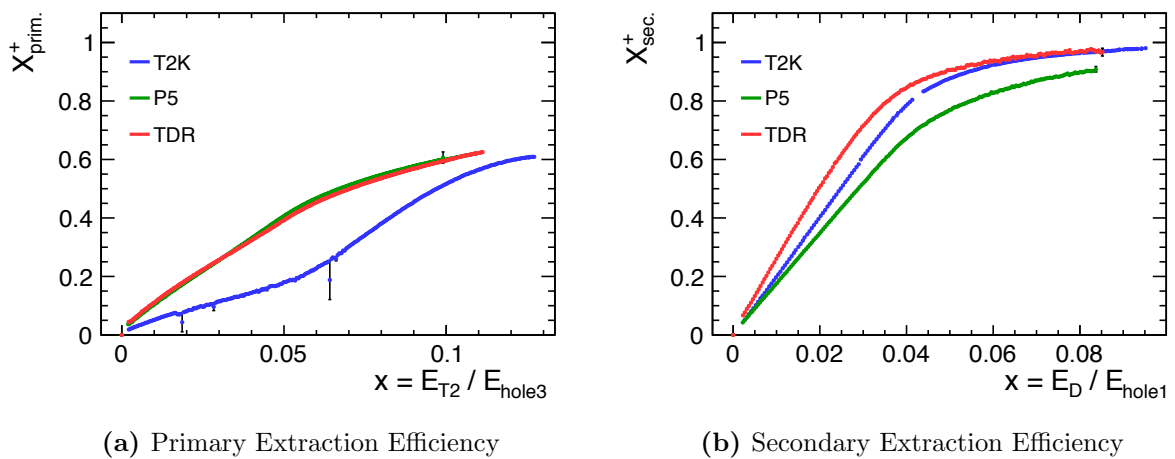 X⁺prim.
1
0.8
0.6
0.4
0.2
0
T2K
P5
TDR
0 0.05 0.1
x = E_T2 / E_hole3
(a) Primary Extraction Efficiency
X⁺sec.
1
0.8
0.6
0.4
0.2
0
T2K
P5
TDR
0 0.02 0.04 0.06 0.08
x = E_D / E_hole1
(b) Secondary Extraction Efficiency